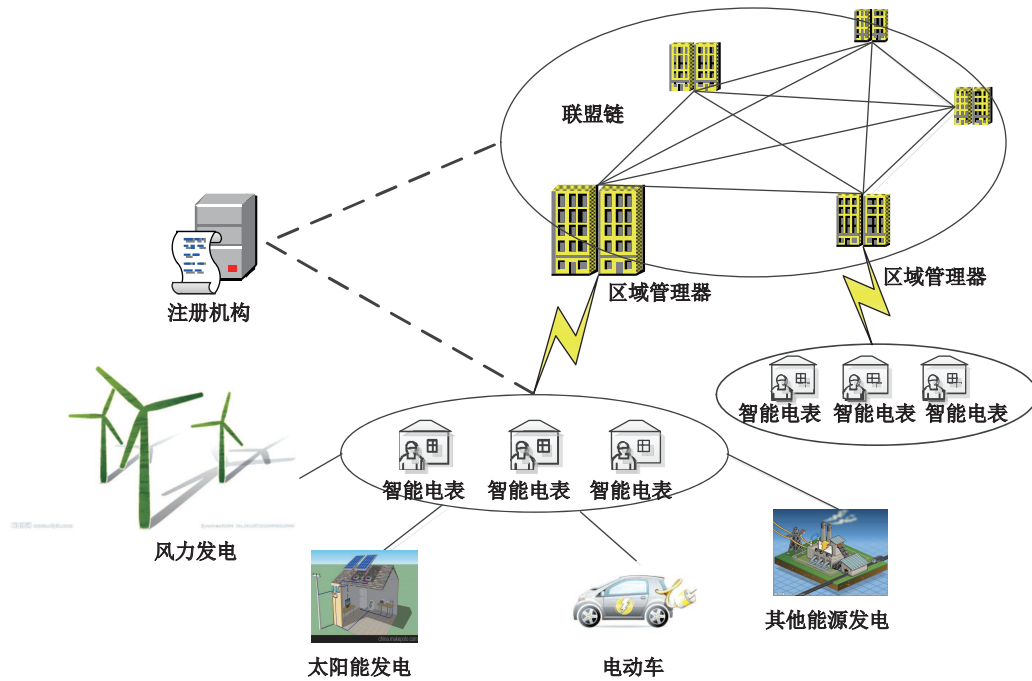 联盟链
注册机构
区域管理器
区域管理器
智能电表 智能电表 智能电表
智能电表 智能电表 智能电表
风力发电
太阳能发电
电动车
其他能源发电